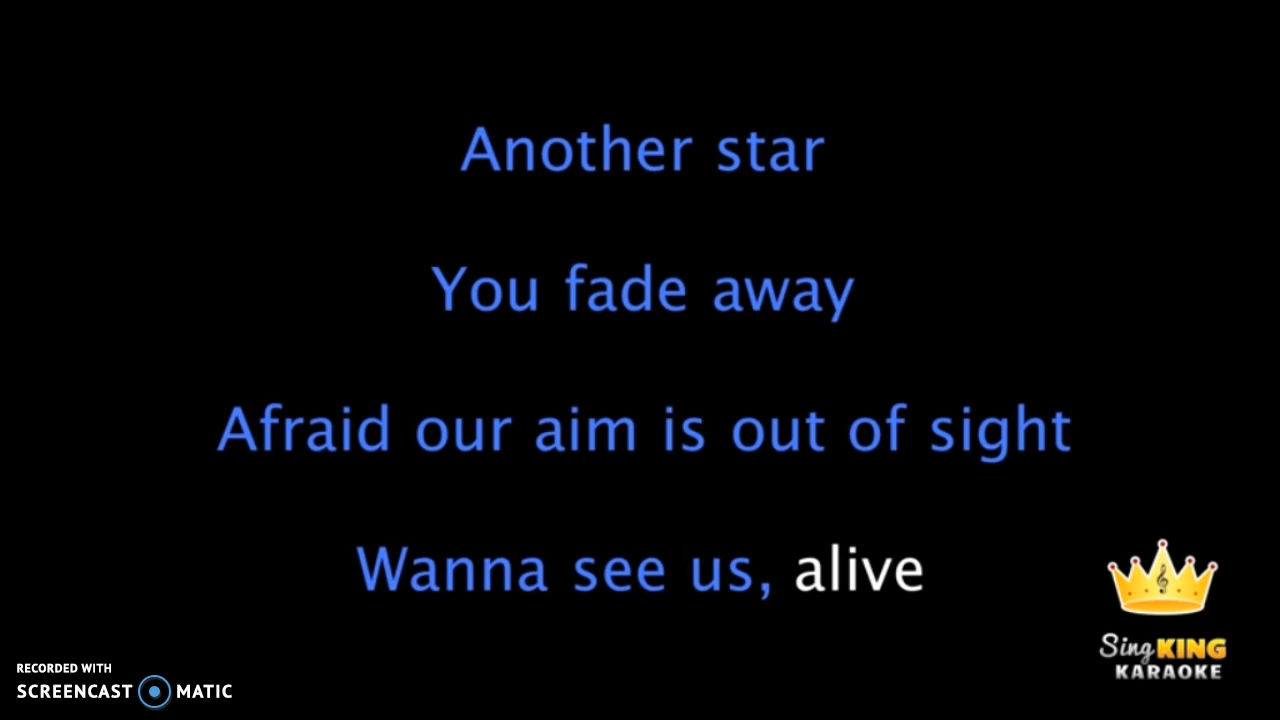 Another star
You fade away
Afraid our aim is out of sight
Wanna see us, alive
Sing KING
KARAOKE
RECORDED WITH
SCREENCAST MATIC